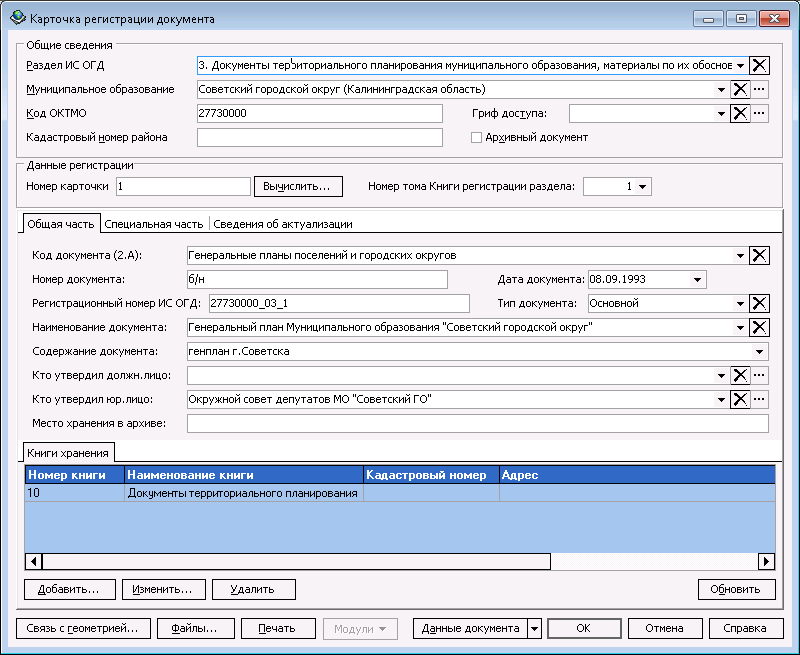 Карточка регистрации документа
Общие сведения
Раздел ИС ОГД 3. Документы территориального планирования муниципального образования, материалы по их обоснов
Муниципальное образование Советский городской округ (Калининградская область)
Код ОКТМО 27730000 Гриф доступа:
Кадастровый номер района Архивный документ
Данные регистрации
Номер карточки 1 Вычислить... Номер тома Книги регистрации раздела: 1
Общая часть Специальная часть Сведения об актуализации
Код документа (2.А): Генеральные планы поселений и городских округов
Номер документа: б/н Дата документа: 08.09.1993
Регистрационный номер ИС ОГД: 27730000_03_1 Тип документа: Основной
Наименование документа: Генеральный план Муниципального образования "Советский городской округ"
Содержание документа: генплан г.Советска
Кто утвердил должн.лицо:
Кто утвердил юр.лицо: Окружной совет депутатов МО "Советский ГО"
Место хранения в архиве:
Книги хранения
Номер книги Наименование книги Кадастровый номер Адрес
10 Документы территориального планирования
Добавить... Изменить... Удалить Обновить
Связь с геометрией... Файлы... Печать Модули Данные документа OK Отмена Справка